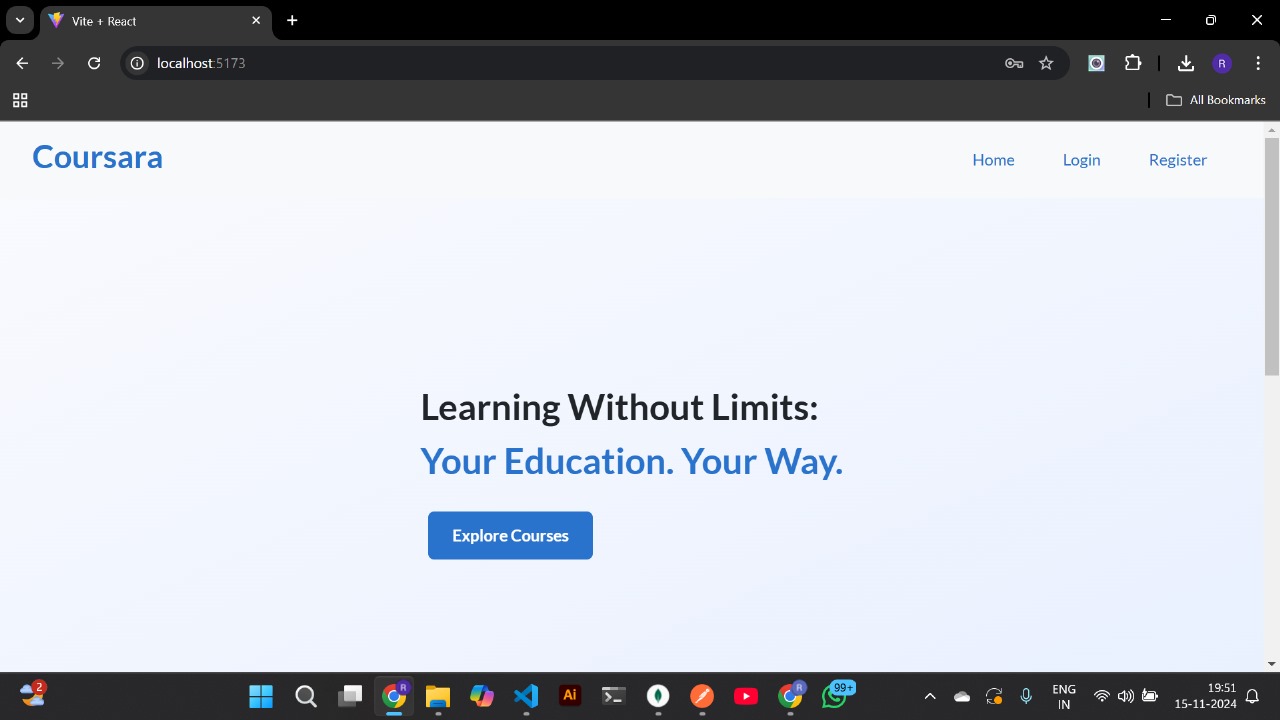 Vite + React
localhost:5173
R
All Bookmarks
Coursara
Home Login Register
Learning Without Limits:
Your Education. Your Way.
Explore Courses
2
R
Ai
R
99+
ENG
IN
19:51
15-11-2024